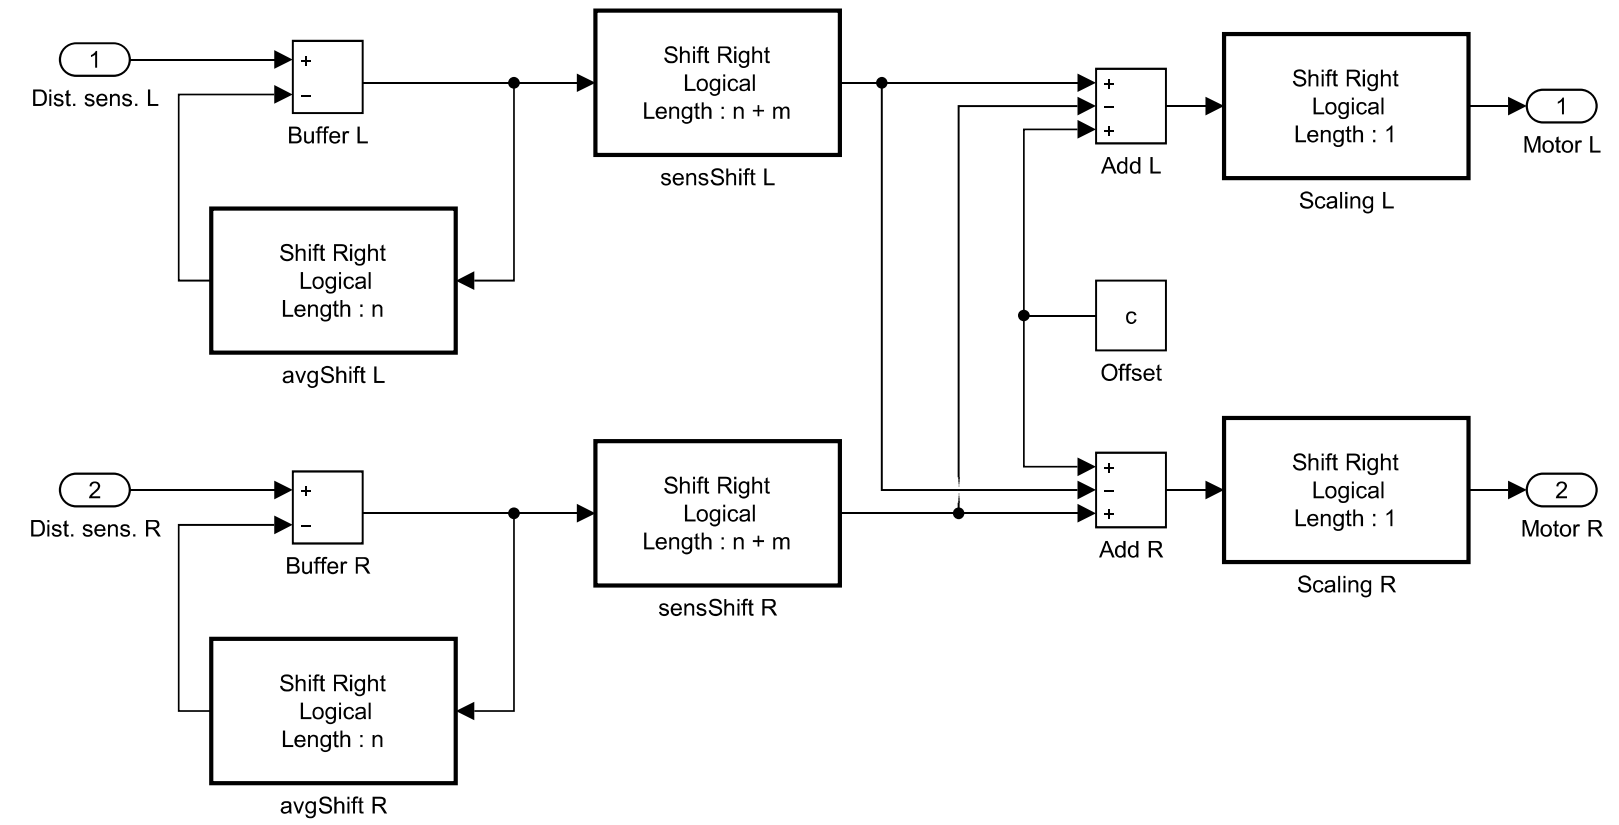 1
Dist. sens. L
+
−
Buffer L
Shift Right
Logical
Length : n + m
sensShift L
Shift Right
Logical
Length : n
avgShift L
+
−
+
Add L
Shift Right
Logical
Length : 1
Scaling L
1
Motor L
c
Offset
2
Dist. sens. R
+
−
Buffer R
Shift Right
Logical
Length : n + m
sensShift R
Shift Right
Logical
Length : n
avgShift R
+
−
+
Add R
Shift Right
Logical
Length : 1
Scaling R
2
Motor R